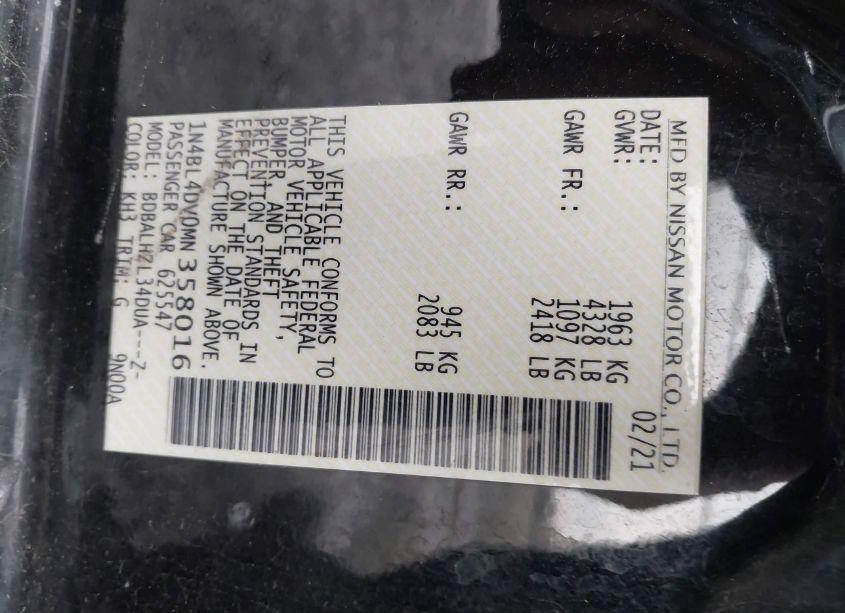 MFD BY NISSAN MOTOR CO., LTD.
DATE: 02/21
GVWR: 1963 KG
4328 LB
GAWR FR.: 1097 KG
2418 LB
GAWR RR.: 945 KG
2083 LB
THIS VEHICLE CONFORMS TO
ALL APPLICABLE FEDERAL
MOTOR VEHICLE SAFETY,
BUMPER, AND THEFT
PREVENTION STANDARDS IN
EFFECT ON THE DATE OF
MANUFACTURE SHOWN ABOVE.
1N4BL4DV0MN358016
PASSENGER CAR 625547
MODEL: BDBALHZL34DUA---Z-
COLOR: KH3 TRIM: G 9N00A